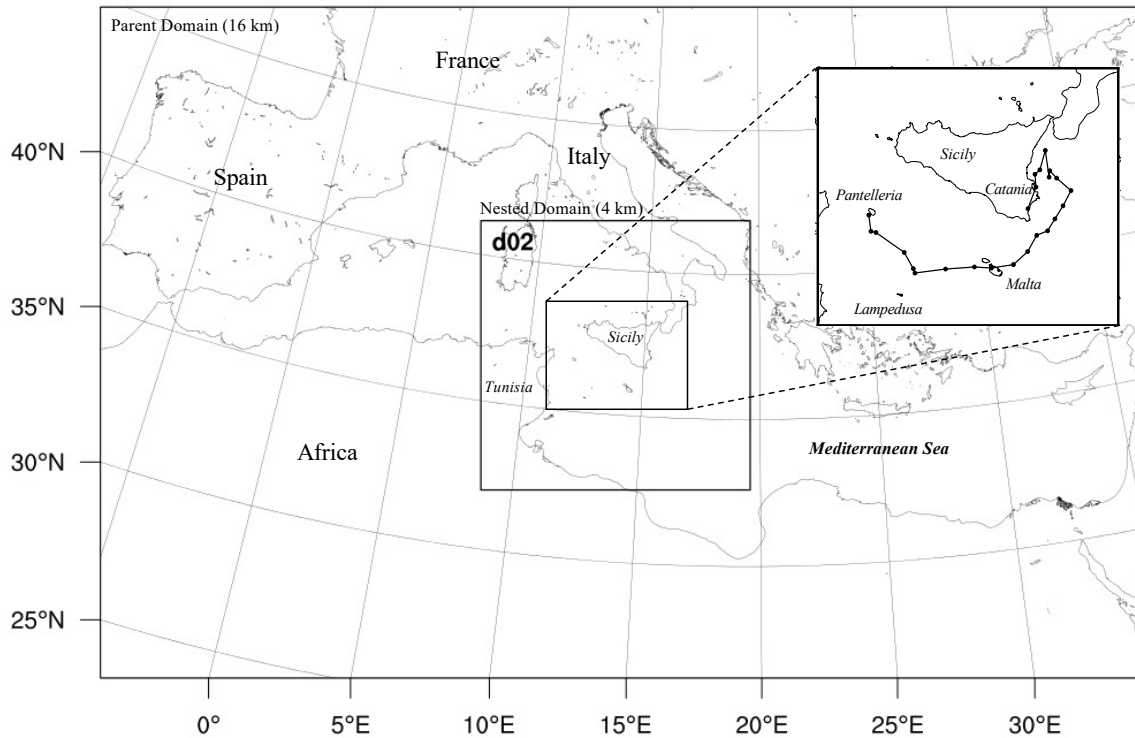 Parent Domain (16 km)
France
Italy
Spain
Nested Domain (4 km)
d02
Sicily
Tunisia
Africa
Mediterranean Sea
Sicily
Catania
Pantelleria
Malta
Lampedusa
40°N
35°N
30°N
25°N
0°
5°E
10°E
15°E
20°E
25°E
30°E